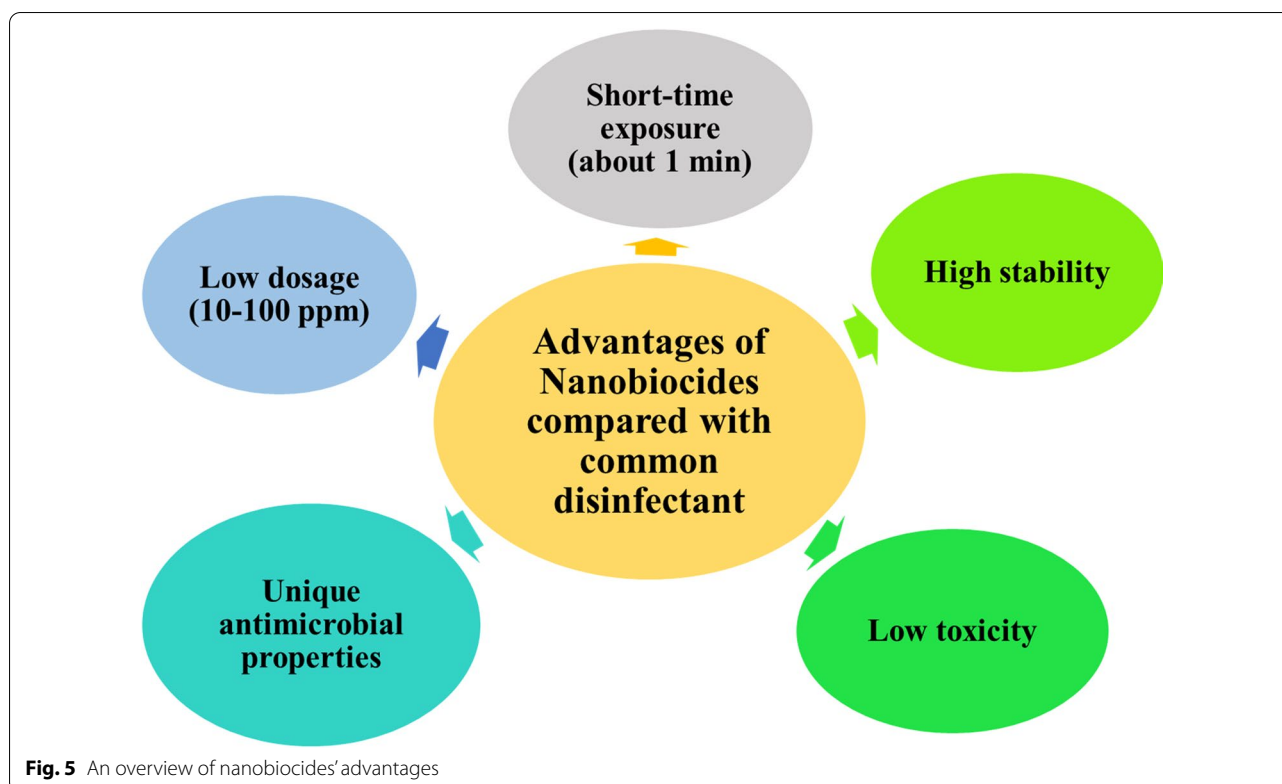 Short-time
exposure
(about 1 min)
Low dosage
(10-100 ppm)
High stability
Advantages of
Nanobiocides
compared with
common
disinfectant
Unique
antimicrobial
properties
Low toxicity
Fig. 5 An overview of nanobiocides' advantages